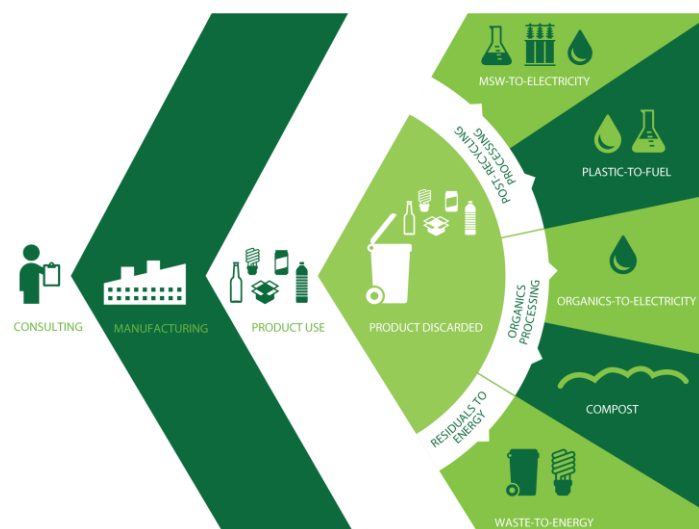 CONSULTING
MANUFACTURING
PRODUCT USE
PRODUCT DISCARDED
POST-RECYCLING
PROCESSING
ORGANICS
PROCESSING
RESIDUALS TO
ENERGY
MSW-TO-ELECTRICITY
PLASTIC-TO-FUEL
ORGANICS-TO-ELECTRICITY
COMPOST
WASTE-TO-ENERGY